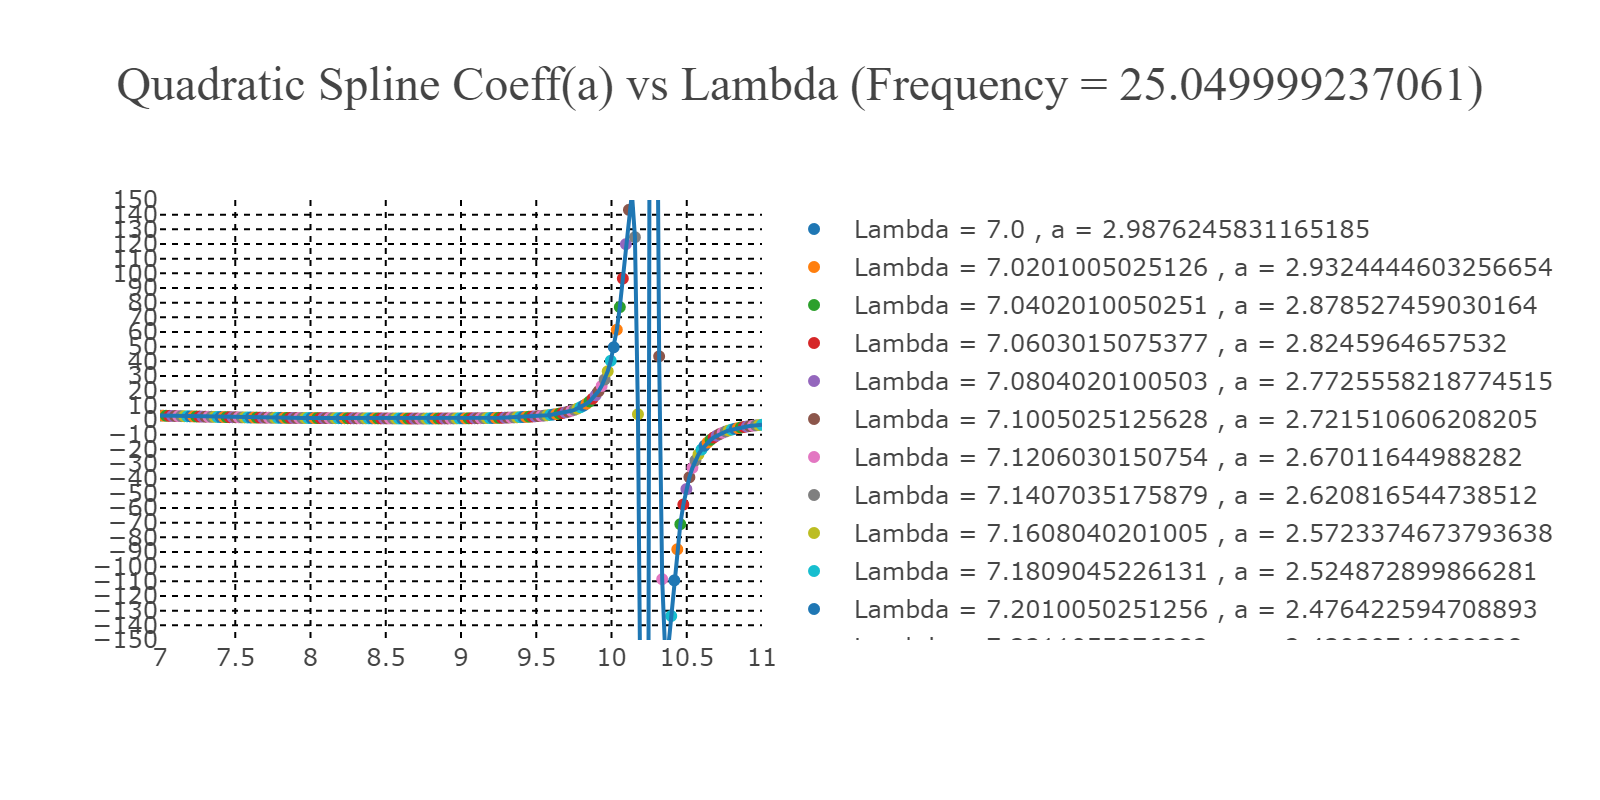 Quadratic Spline Coeff(a) vs Lambda (Frequency = 25.049999237061)
150
140
130
120
110
100
90
80
70
60
50
40
30
20
10
−10
−20
−30
−40
−50
−60
−70
−80
−90
−100
−110
−120
−130
−140
−150
7 7.5 8 8.5 9 9.5 10 10.5 11
Lambda = 7.0 , a = 2.9876245831165185
Lambda = 7.0201005025126 , a = 2.9324444603256654
Lambda = 7.0402010050251 , a = 2.878527459030164
Lambda = 7.0603015075377 , a = 2.8245964657532
Lambda = 7.0804020100503 , a = 2.7725558218774515
Lambda = 7.1005025125628 , a = 2.721510606208205
Lambda = 7.1206030150754 , a = 2.67011644988282
Lambda = 7.1407035175879 , a = 2.620816544738512
Lambda = 7.1608040201005 , a = 2.5723374673793638
Lambda = 7.1809045226131 , a = 2.524872899866281
Lambda = 7.2010050251256 , a = 2.476422594708893